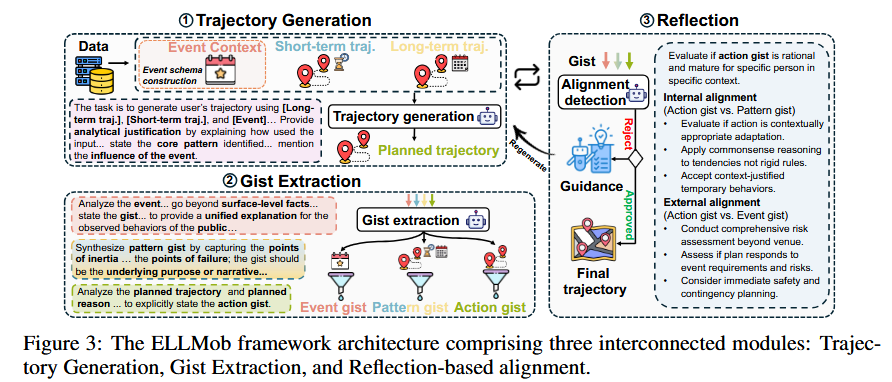 ① Trajectory Generation
Data
Event Context
Short-term traj.
Long-term traj.
Event schema
construction
The task is to generate user's trajectory using [Long-
term traj.], [Short-term traj.], and [Event]... Provide
analytical justification by explaining how used the
input... state the core pattern identified... mention
the influence of the event.
Trajectory generation
Planned trajectory
② Gist Extraction
Analyze the event... go beyond surface-level facts...
state the gist... to provide a unified explanation for the
observed behaviors of the public...
Synthesize pattern gist by capturing the points
of inertia ... the points of failure; the gist should
be the underlying purpose or narrative...
Analyze the planned trajectory and planned
reason ... to explicitly state the action gist.
Gist extraction
Event gist
Pattern gist
Action gist
③ Reflection
Gist
Alignment
detection
Reject
Regenerate
Guidance
Approved
Final
trajectory
Evaluate if action gist is rational
and mature for specific person in
specific context.
Internal alignment
(Action gist vs. Pattern gist)
• Evaluate if action is contextually
appropriate adaptation.
• Apply commonsense reasoning
to tendencies not rigid rules.
• Accept context-justified
temporary behaviors.
External alignment
(Action gist vs. Event gist)
• Conduct comprehensive risk
assessment beyond venue.
• Assess if plan responds to
event requirements and risks.
• Consider immediate safety and
contingency planning.
Figure 3: The ELLMob framework architecture comprising three interconnected modules: Trajec-
tory Generation, Gist Extraction, and Reflection-based alignment.